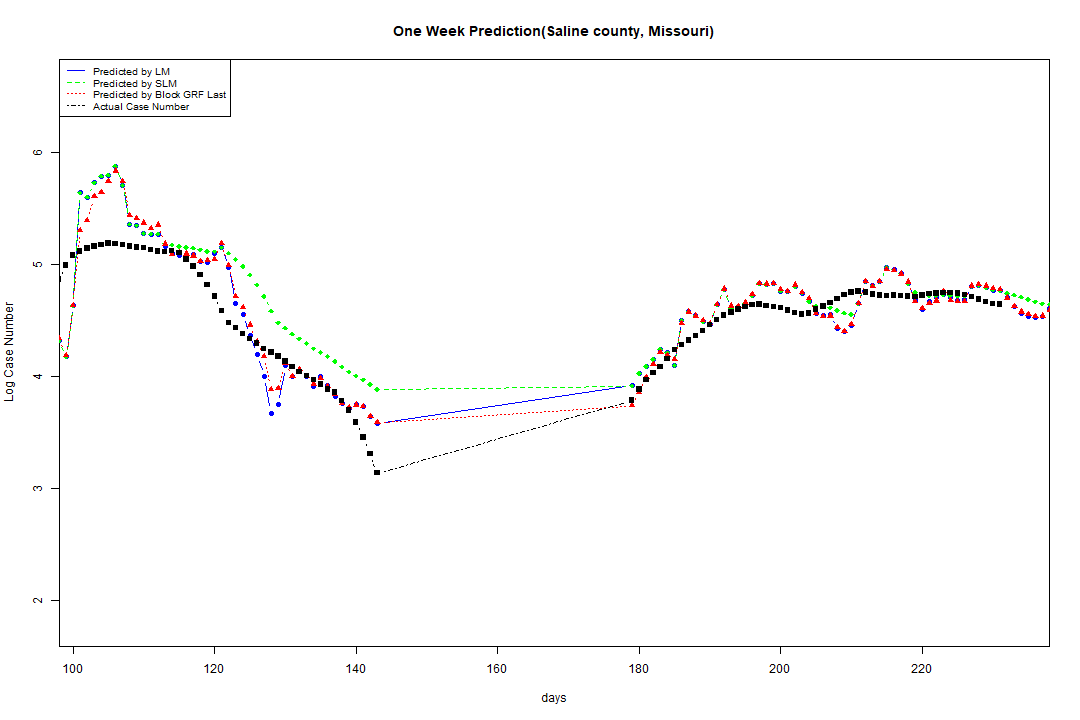 One Week Prediction(Saline county, Missouri)
Predicted by LM
Predicted by SLM
Predicted by Block GRF Last
Actual Case Number
6
5
4
3
2
Log Case Number
100 120 140 160 180 200 220
days